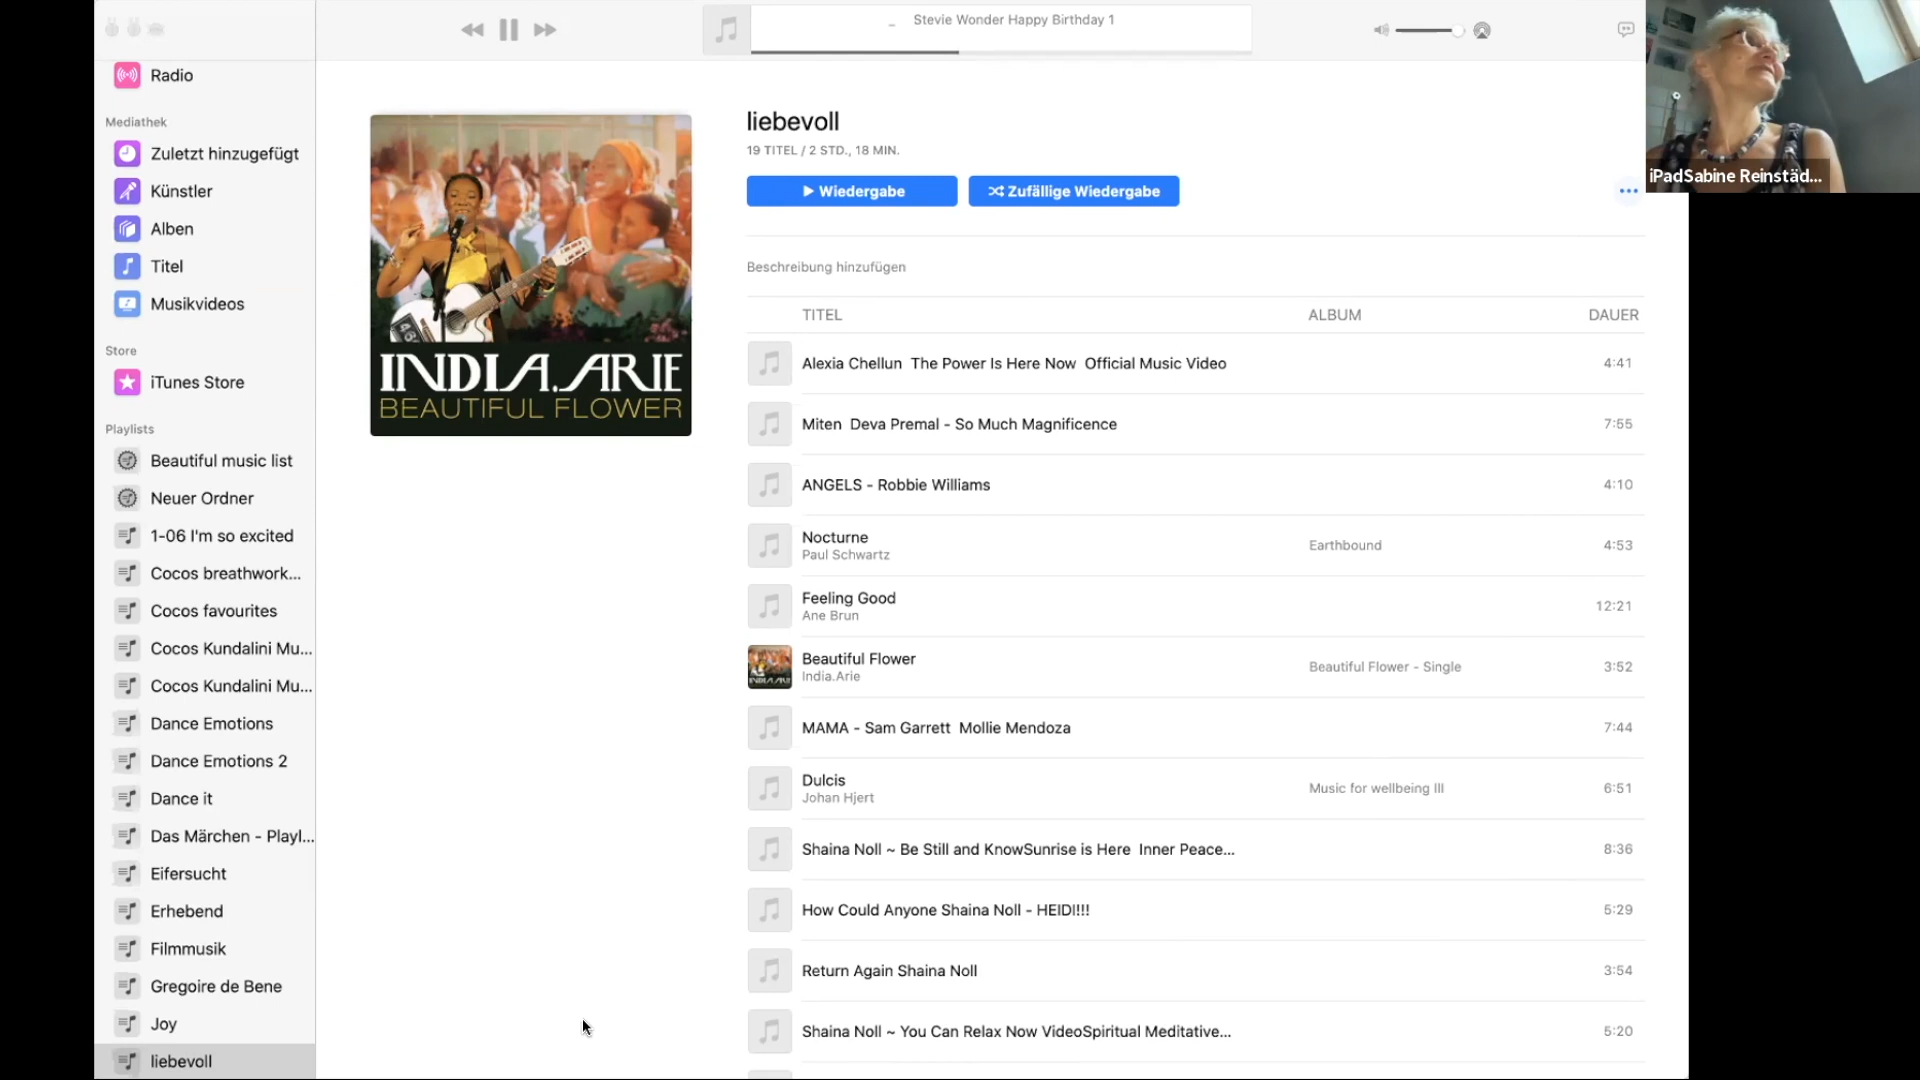 Stevie Wonder Happy Birthday 1
Radio
Mediathek
Zuletzt hinzugefügt
Künstler
Alben
Titel
Musikvideos
Store
iTunes Store
Playlists
Beautiful music list
Neuer Ordner
1-06 I'm so excited
Cocos breathwork...
Cocos favourites
Cocos Kundalini Mu...
Cocos Kundalini Mu...
Dance Emotions
Dance Emotions 2
Dance it
Das Märchen - Playl...
Eifersucht
Erhebend
Filmmusik
Gregoire de Bene
Joy
liebevoll
INDIA.ARIE
BEAUTIFUL FLOWER
liebevoll
19 TITEL / 2 STD., 18 MIN.
Wiedergabe
Zufällige Wiedergabe
Beschreibung hinzufügen
TITEL ALBUM DAUER
Alexia Chellun The Power Is Here Now Official Music Video 4:41
Miten Deva Premal - So Much Magnificence 7:55
ANGELS - Robbie Williams 4:10
Nocturne
Paul Schwartz
Earthbound 4:53
Feeling Good
Ane Brun
12:21
Beautiful Flower
India.Arie
Beautiful Flower - Single 3:52
MAMA - Sam Garrett Mollie Mendoza 7:44
Dulcis
Johan Hjert
Music for wellbeing III 6:51
Shaina Noll ~ Be Still and KnowSunrise is Here Inner Peace... 8:36
How Could Anyone Shaina Noll - HEIDI!!! 5:29
Return Again Shaina Noll 3:54
Shaina Noll ~ You Can Relax Now VideoSpiritual Meditative... 5:20
iPadSabine Reinstäd...